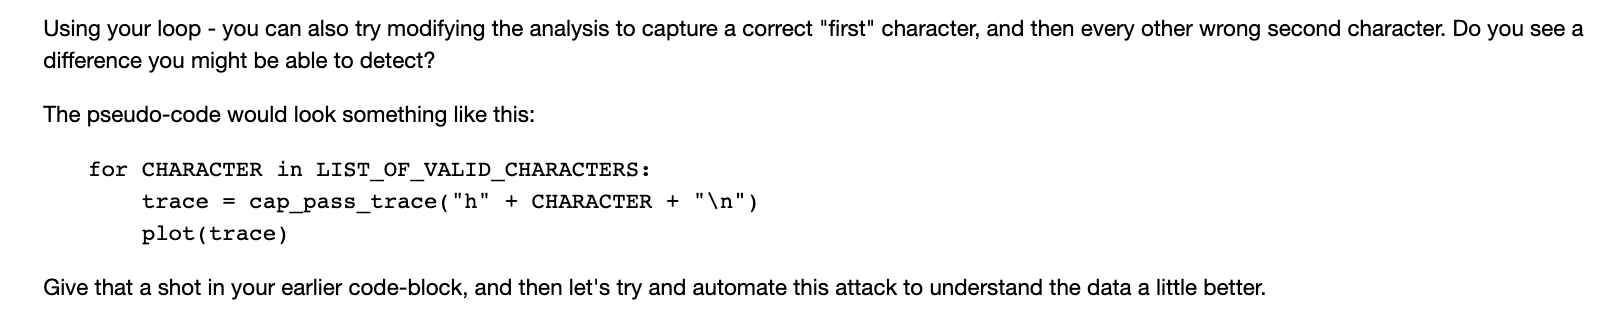 Using your loop - you can also try modifying the analysis to capture a correct "first" character, and then every other wrong second character. Do you see a
difference you might be able to detect?
The pseudo-code would look something like this:
for CHARACTER in LIST_OF_VALID_CHARACTERS:
    trace = cap_pass_trace("h" + CHARACTER + "\n")
    plot(trace)
Give that a shot in your earlier code-block, and then let's try and automate this attack to understand the data a little better.